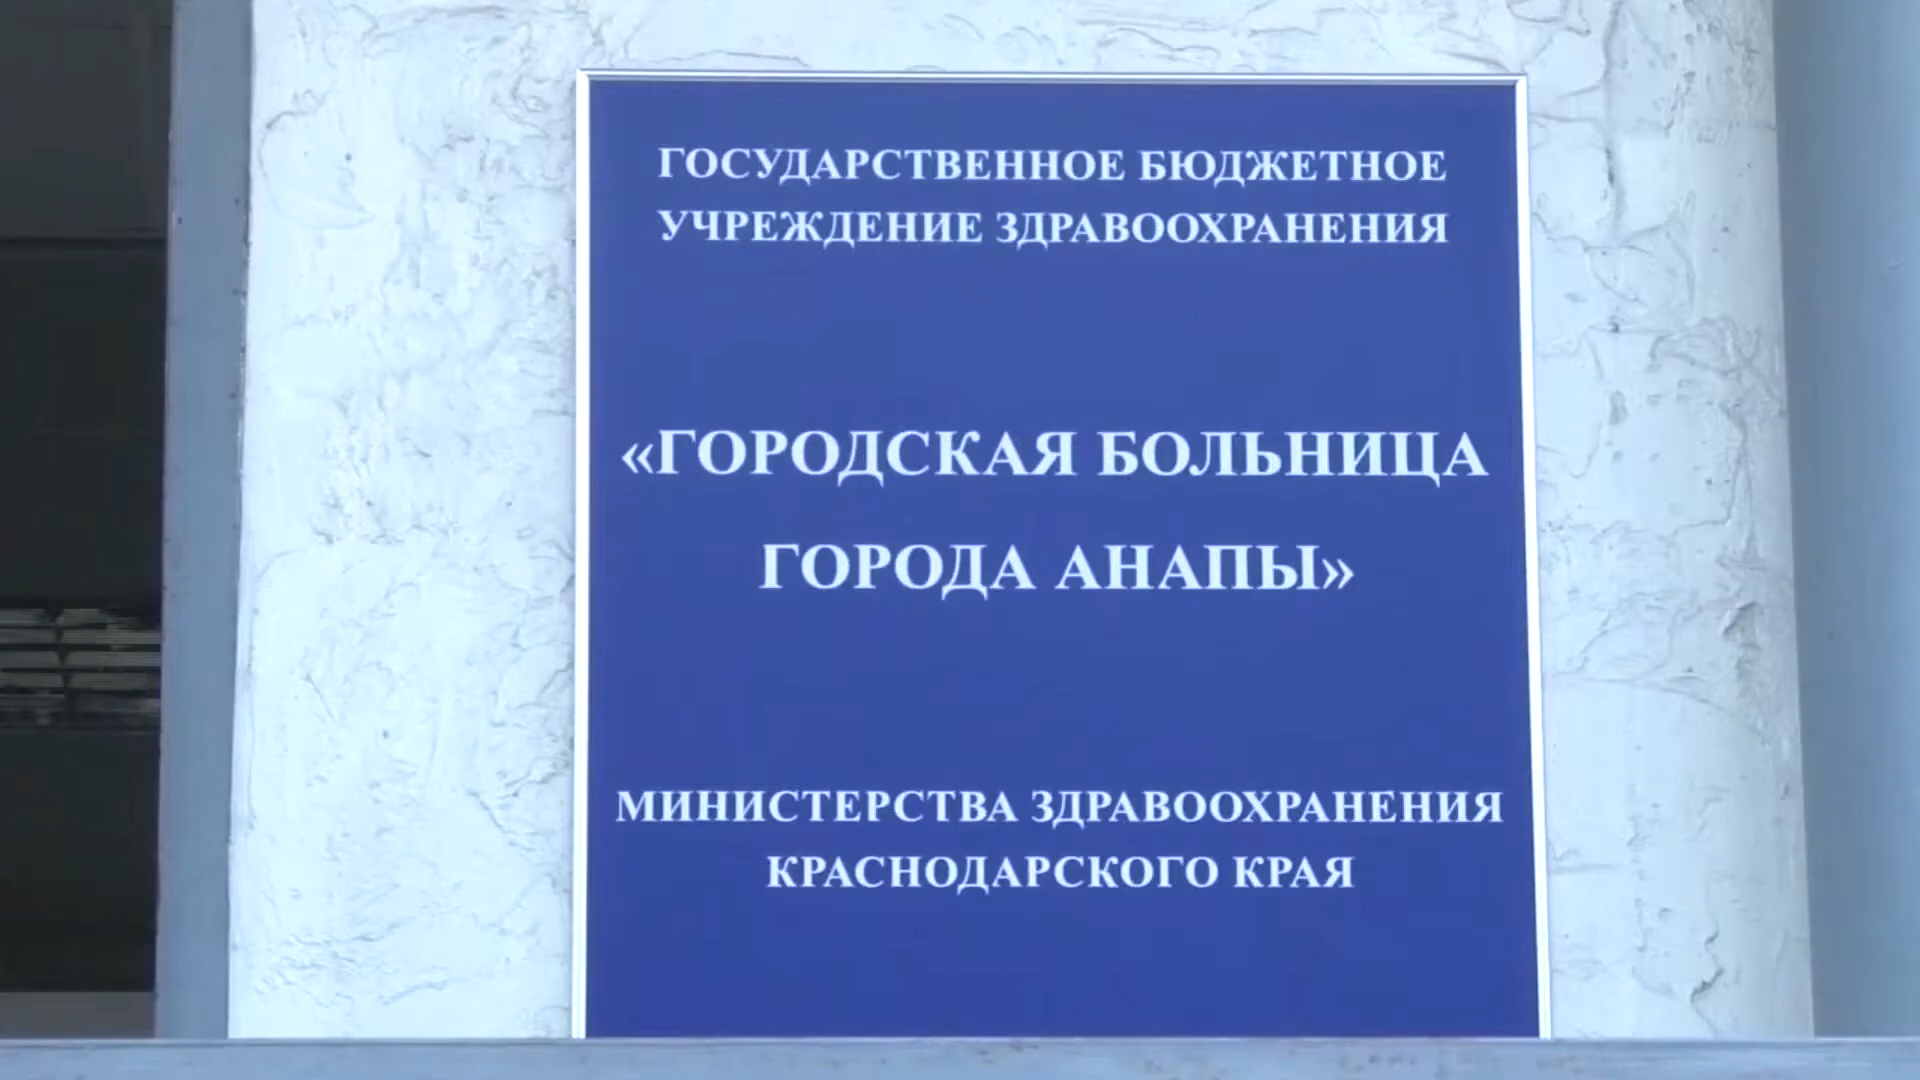 ГОСУДАРСТВЕННОЕ БЮДЖЕТНОЕ
УЧРЕЖДЕНИЕ ЗДРАВООХРАНЕНИЯ
«ГОРОДСКАЯ БОЛЬНИЦА
ГОРОДА АНАПЫ»
МИНИСТЕРСТВА ЗДРАВООХРАНЕНИЯ
КРАСНОДАРСКОГО КРАЯ